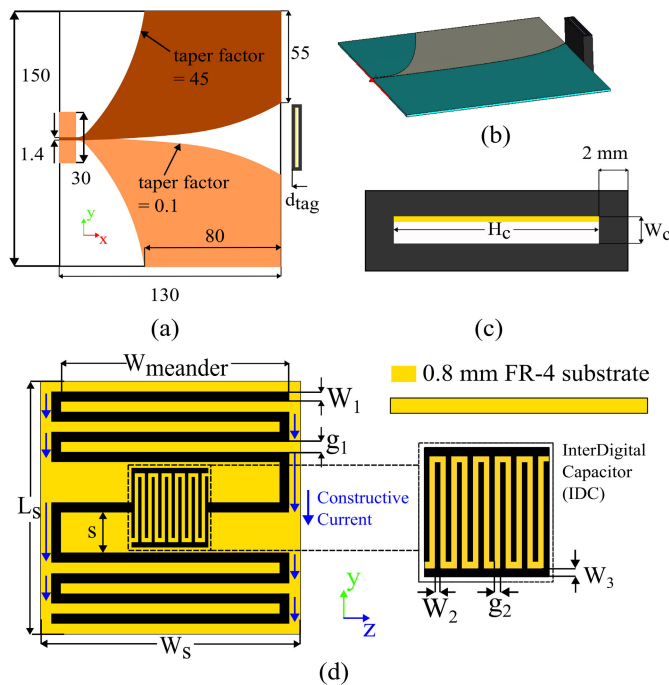 150
1.4
30
taper factor
= 45
taper factor
= 0.1
55
d_tag
80
130
y
x
(a)
(b)
2 mm
H_c
W_c
(c)
W_meander
W_1
g_1
L_s
s
Constructive
Current
W_s
y
z
0.8 mm FR-4 substrate
InterDigital
Capacitor
(IDC)
W_3
W_2
g_2
(d)